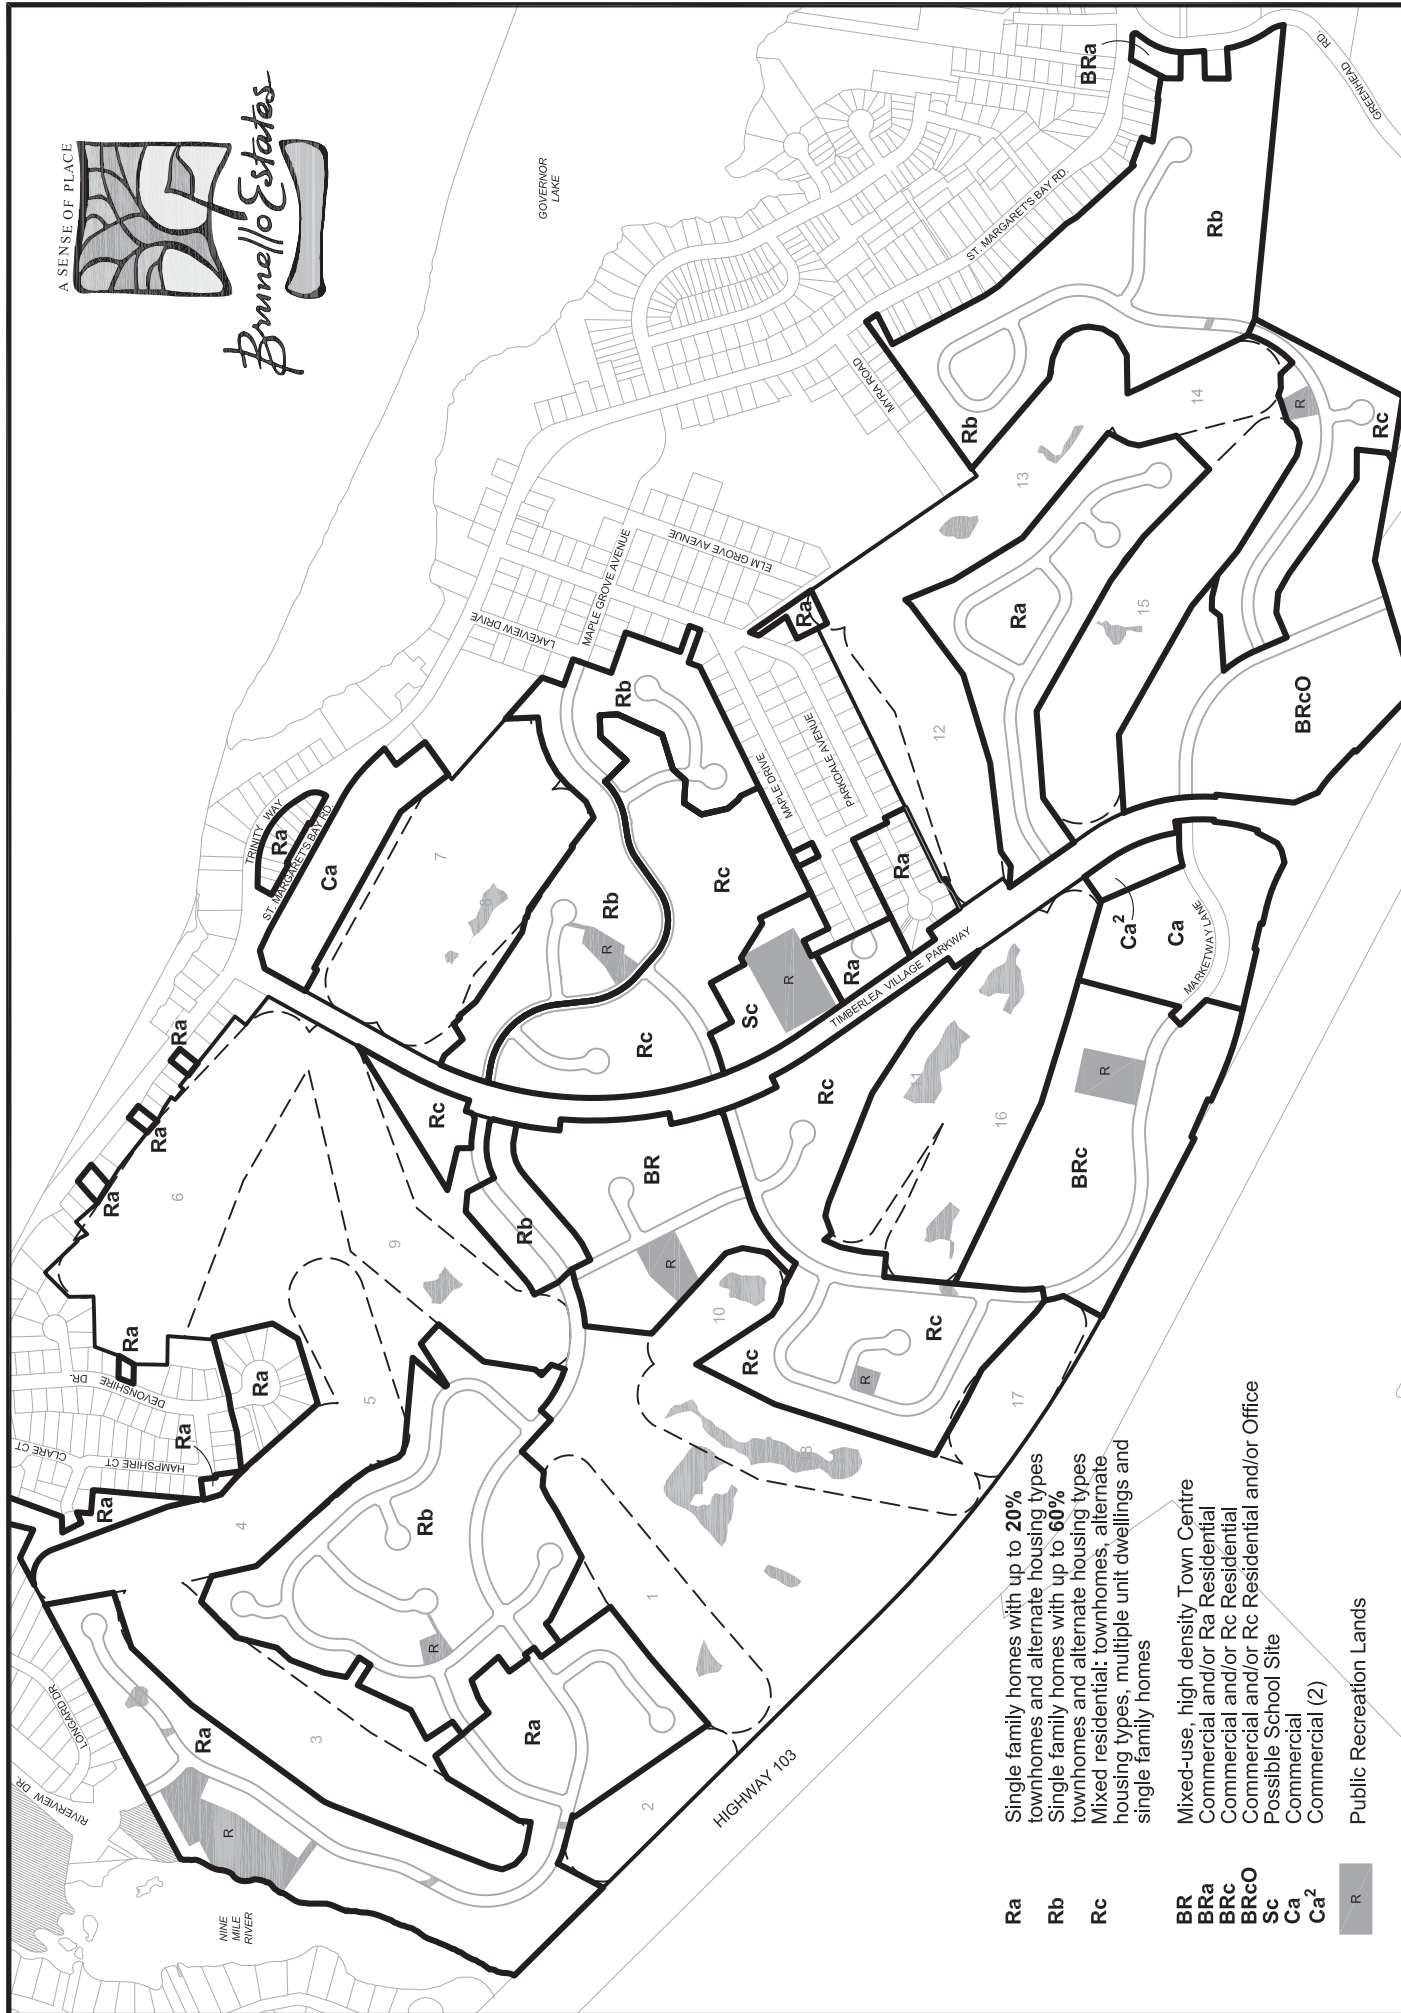 A SENSE OF PLACE
Brunello Estates
GOVERNOR
LAKE
NINE
MILE
RIVER
RIVERVIEW DR.
LONGARD DR.
CLARE CT
HAMPSHIRE CT
DEVONSHIRE DR.
TRINITY WAY
ST. MARGARET'S BAY RD.
LAKEVIEW DRIVE
MAPLE GROVE AVENUE
ELM GROVE AVENUE
MAPLE DRIVE
PARKDALE AVENUE
MYRA ROAD
ST. MARGARET'S BAY RD.
GREENHEAD
RD.
TIMBERLEA VILLAGE PARKWAY
MARKETWAY LANE
HIGHWAY 103
Ra
Ra
Ra
Ra
Ra
Ra
Ra
Ra
Ra
Ra
Ca
Rb
Rb
Rb
Rb
Rc
Rc
Rc
Sc
BR
Ra
Ra
Ra
Ra
Rb
Rb
BRa
Rc
Rc
Rc
Rc
BRc
Ca²
Ca
BRcO
R
R
R
R
R
R
R
R
1
2
3
4
5
6
7
8
9
10
11
12
13
14
15
16
17
18
Ra Single family homes with up to 20%
townhomes and alternate housing types
Rb Single family homes with up to 60%
townhomes and alternate housing types
Rc Mixed residential: townhomes, alternate
housing types, multiple unit dwellings and
single family homes
BR Mixed-use, high density Town Centre
BRa Commercial and/or Ra Residential
BRc Commercial and/or Rc Residential
BRcO Commercial and/or Rc Residential and/or Office
Sc Possible School Site
Ca Commercial
Ca² Commercial (2)
R Public Recreation Lands